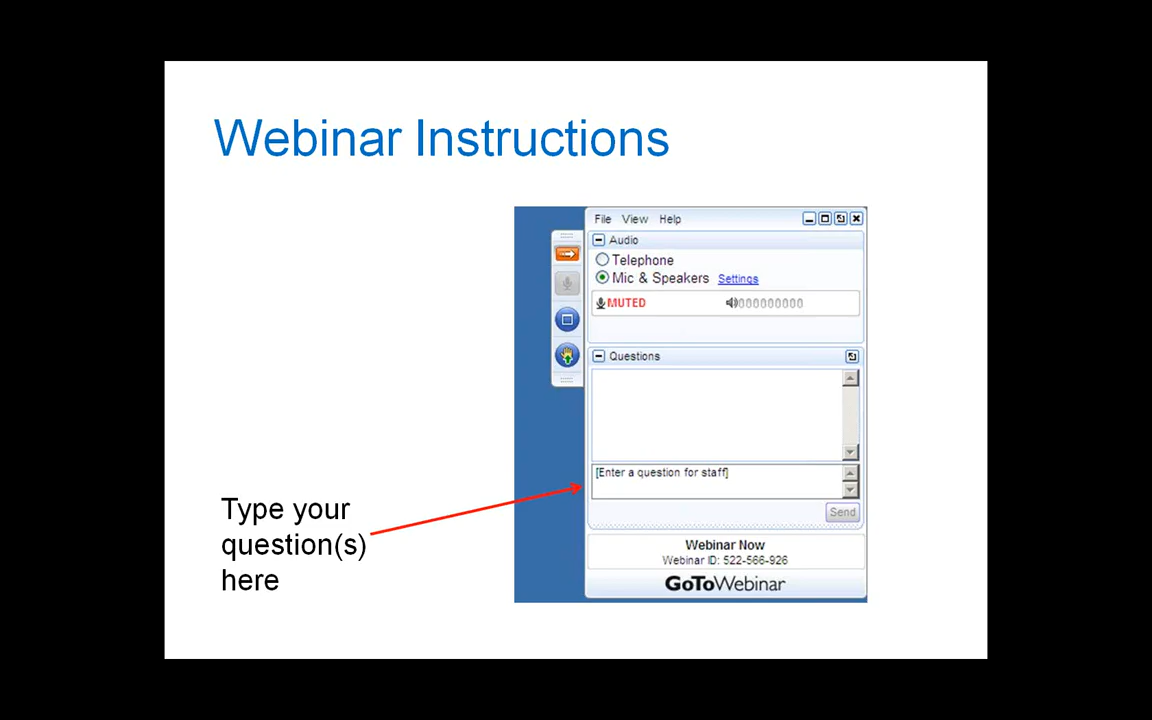 Webinar Instructions
File View Help
Audio
Telephone
Mic & Speakers Settings
MUTED
Questions
[Enter a question for staff]
Send
Type your
question(s)
here
Webinar Now
Webinar ID: 522-566-926
GoToWebinar